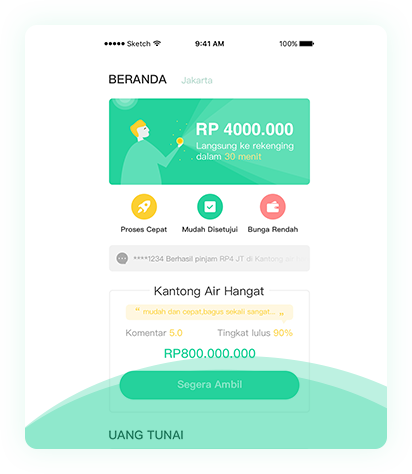 Sketch 9:41 AM 100%
BERANDA Jakarta
RP 4000.000
Langsung ke rekenging
dalam 30 menit
Proses Cepat Mudah Disetujui Bunga Rendah
****1234 Berhasil pinjam RP4 JT di Kantong air
Kantong Air Hangat
“ mudah dan cepat,bagus sekali sangat... „
Komentar 5.0 Tingkat lulus 90%
RP800.000.000
Segera Ambil
UANG TUNAI